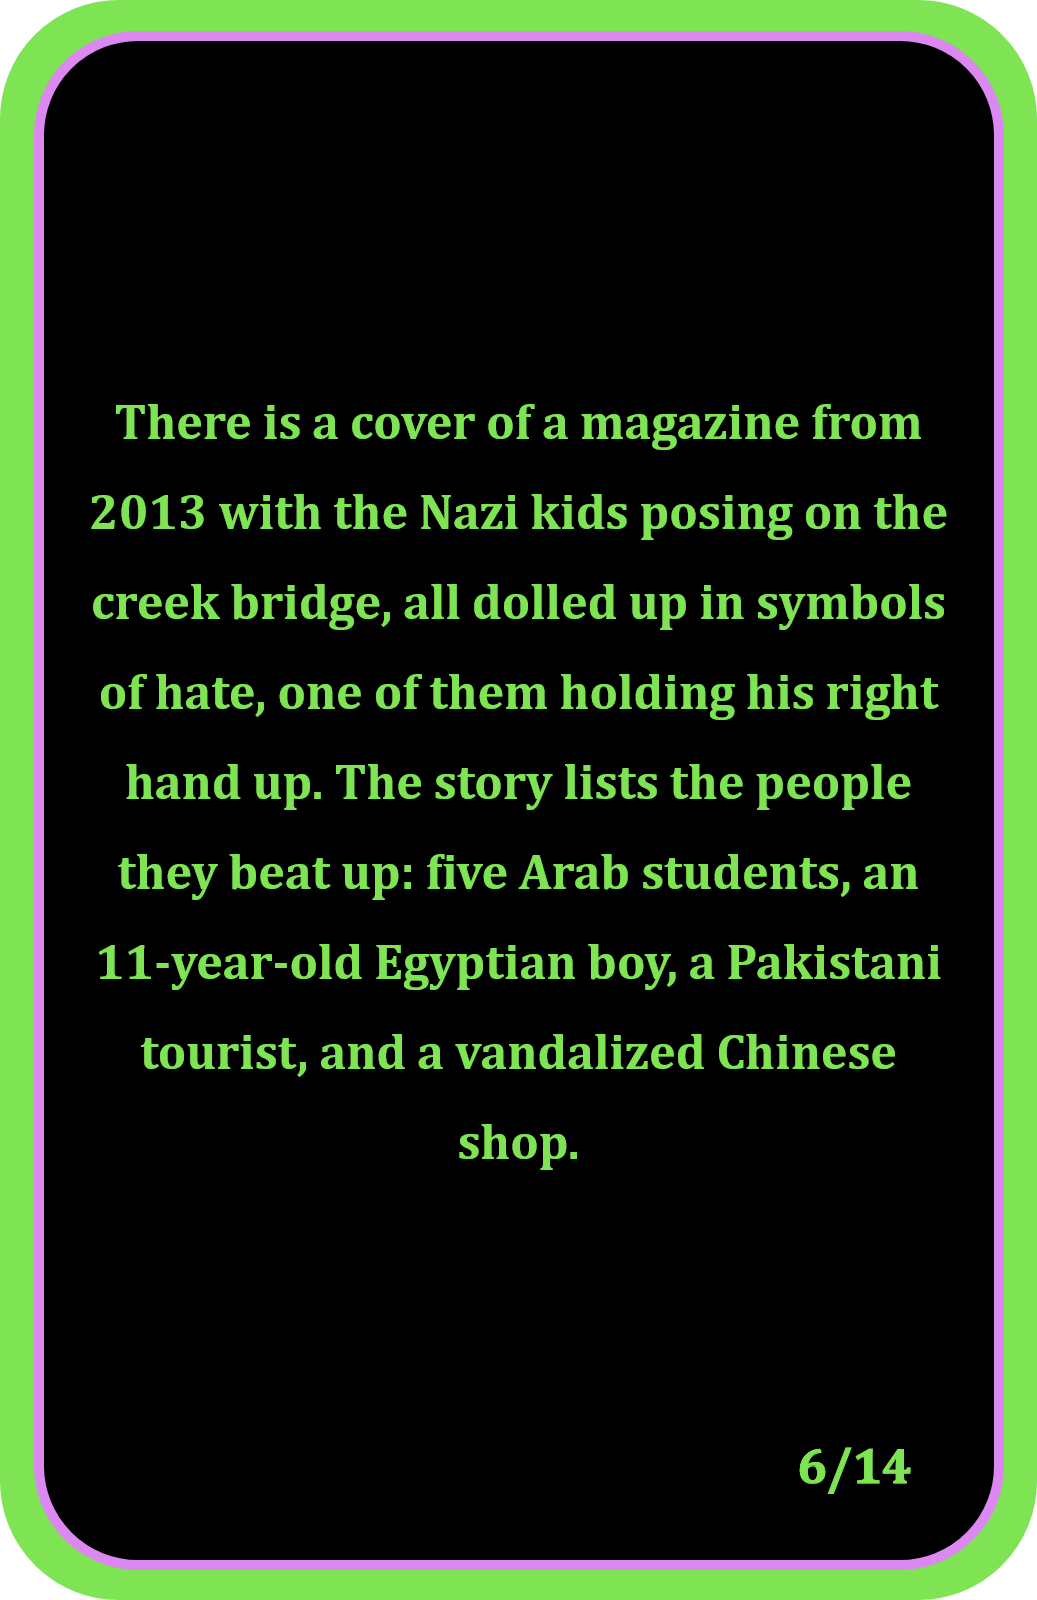 There is a cover of a magazine from
2013 with the Nazi kids posing on the
creek bridge, all dolled up in symbols
of hate, one of them holding his right
hand up. The story lists the people
they beat up: five Arab students, an
11-year-old Egyptian boy, a Pakistani
tourist, and a vandalized Chinese
shop.
6/14